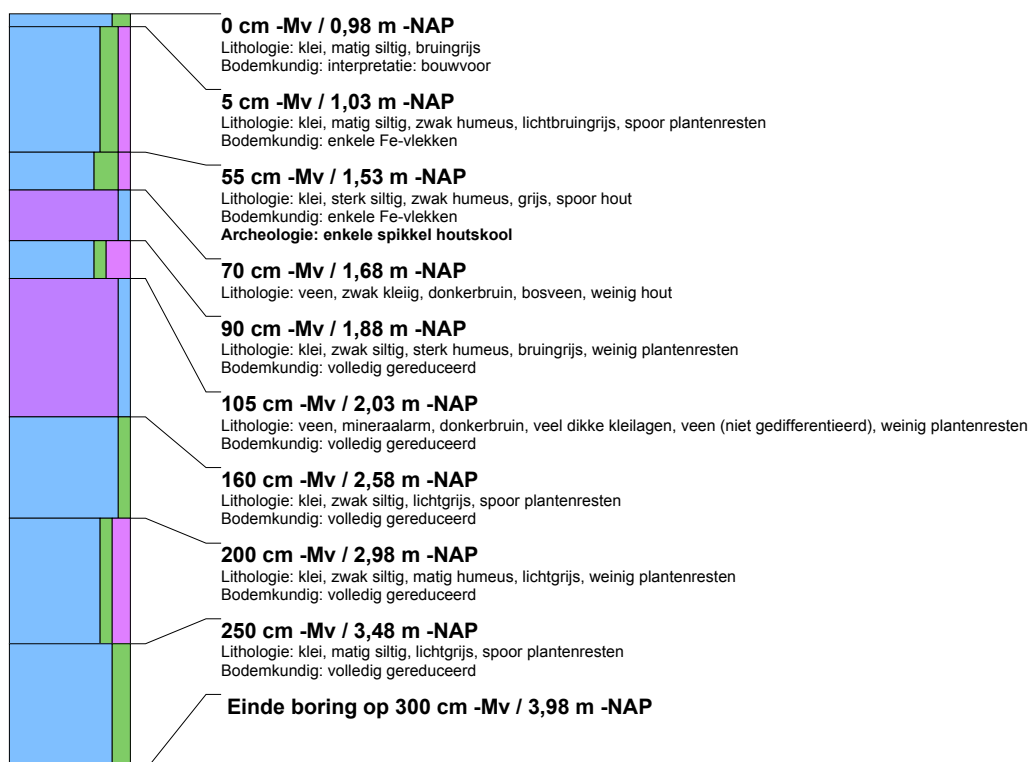 0 cm -Mv / 0,98 m -NAP
Lithologie: klei, matig siltig, bruingrijs
Bodemkundig: interpretatie: bouwvoor
5 cm -Mv / 1,03 m -NAP
Lithologie: klei, matig siltig, zwak humeus, lichtbruingrijs, spoor plantenresten
Bodemkundig: enkele Fe-vlekken
55 cm -Mv / 1,53 m -NAP
Lithologie: klei, sterk siltig, zwak humeus, grijs, spoor hout
Bodemkundig: enkele Fe-vlekken
Archeologie: enkele spikkel houtskool
70 cm -Mv / 1,68 m -NAP
Lithologie: veen, zwak kleiig, donkerbruin, bosveen, weinig hout
90 cm -Mv / 1,88 m -NAP
Lithologie: klei, zwak siltig, sterk humeus, bruingrijs, weinig plantenresten
Bodemkundig: volledig gereduceerd
105 cm -Mv / 2,03 m -NAP
Lithologie: veen, mineraalarm, donkerbruin, veel dikke kleilagen, veen (niet gedifferentieerd), weinig plantenresten
Bodemkundig: volledig gereduceerd
160 cm -Mv / 2,58 m -NAP
Lithologie: klei, zwak siltig, lichtgrijs, spoor plantenresten
Bodemkundig: volledig gereduceerd
200 cm -Mv / 2,98 m -NAP
Lithologie: klei, zwak siltig, matig humeus, lichtgrijs, weinig plantenresten
Bodemkundig: volledig gereduceerd
250 cm -Mv / 3,48 m -NAP
Lithologie: klei, matig siltig, lichtgrijs, spoor plantenresten
Bodemkundig: volledig gereduceerd
Einde boring op 300 cm -Mv / 3,98 m -NAP